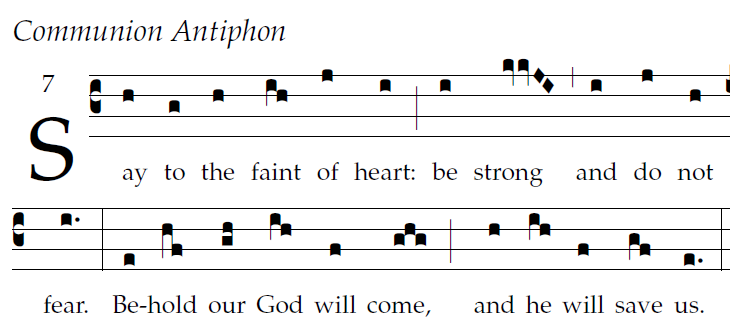 Communion Antiphon
7
Say to the faint of heart: be strong and do not
fear. Be-hold our God will come, and he will save us.